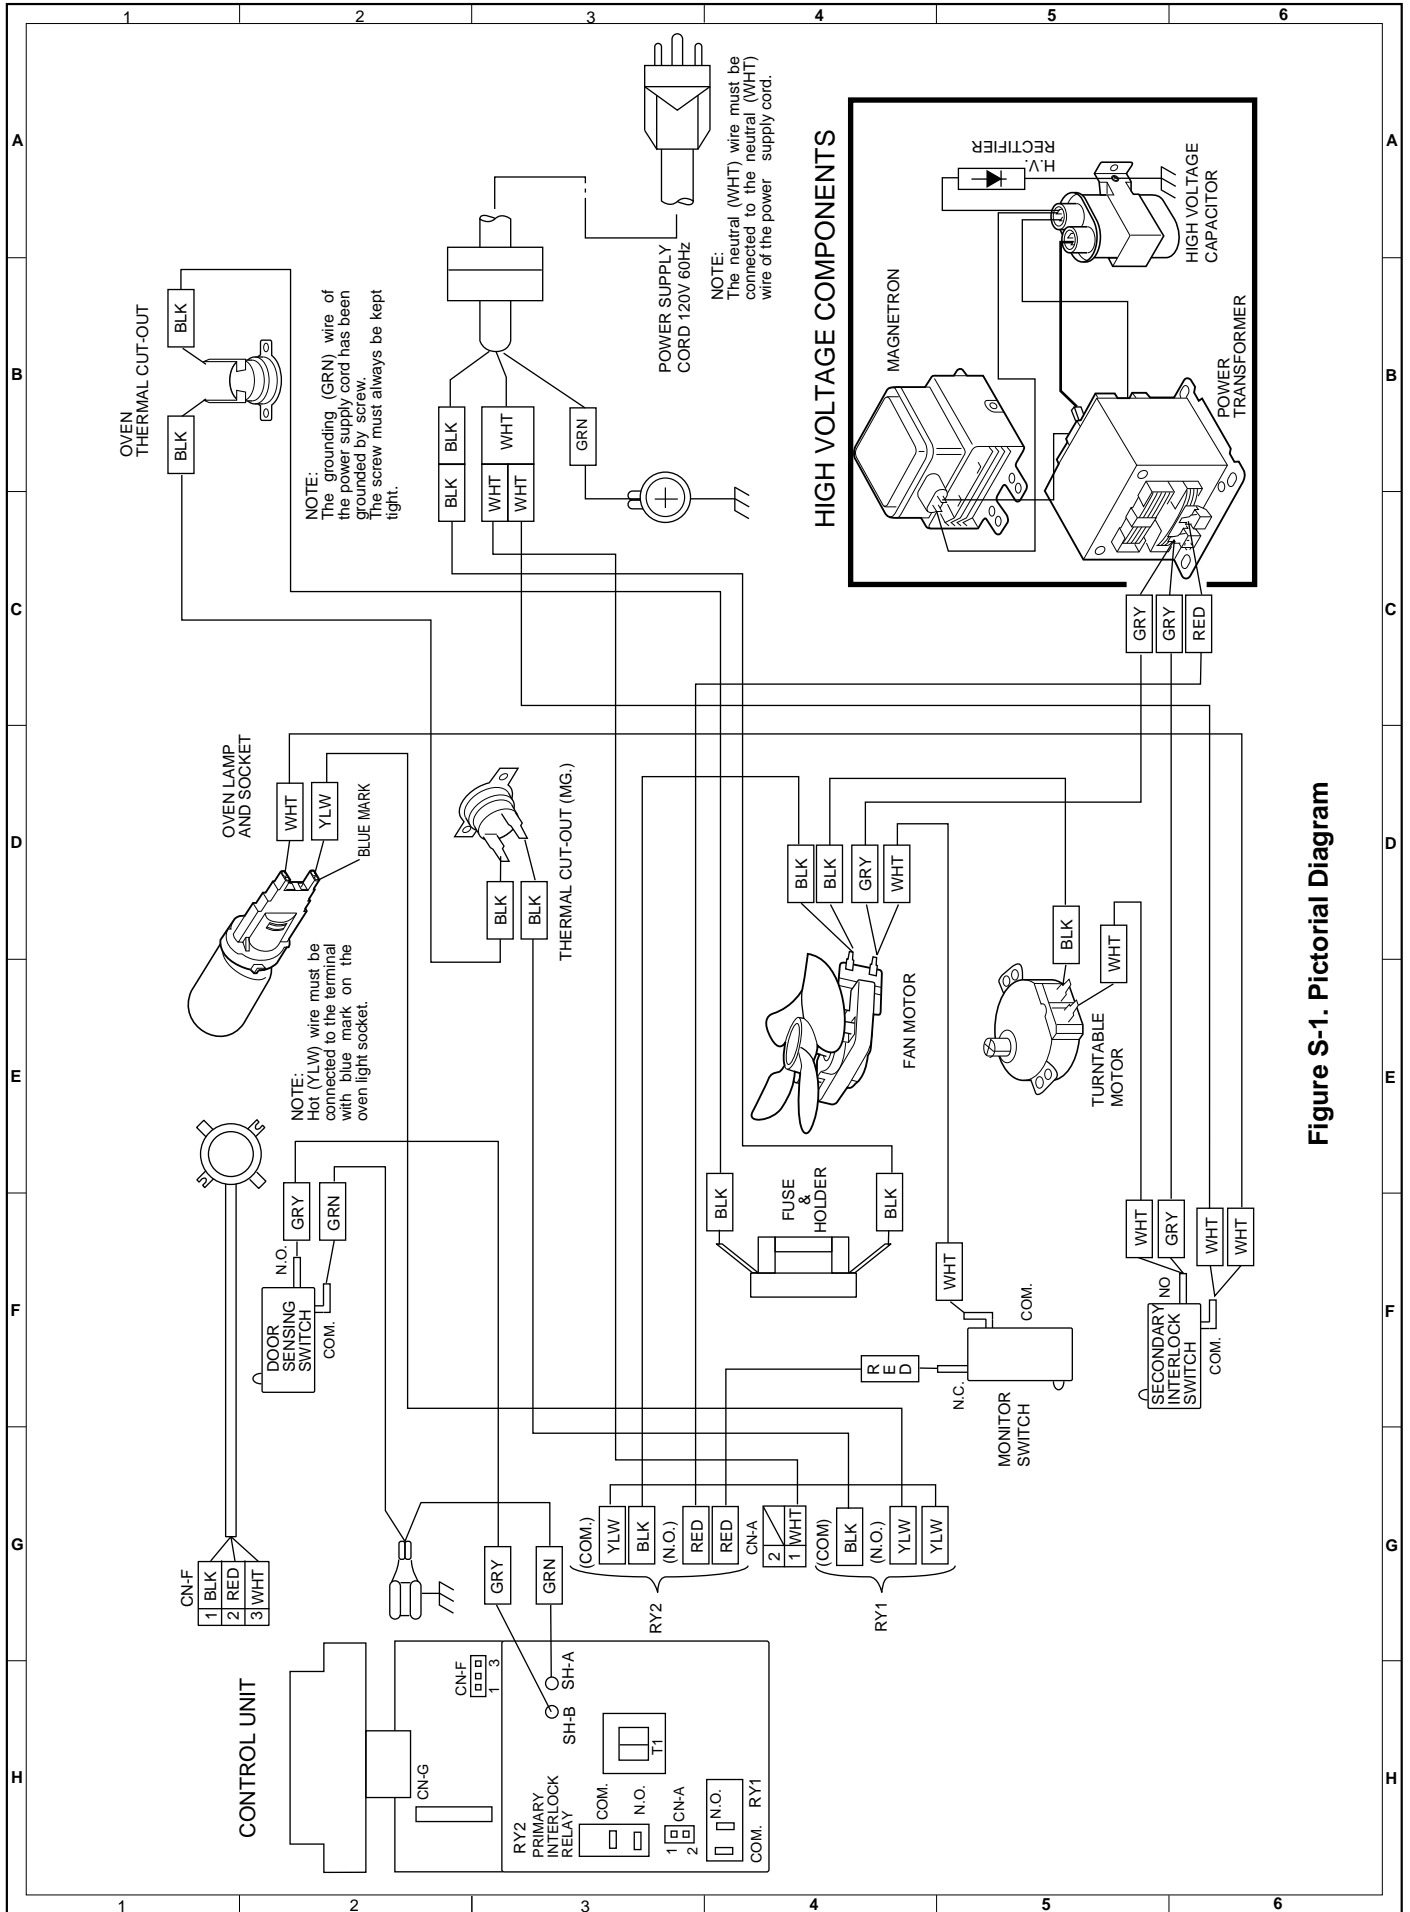 1
2
3
4
5
6
A
B
C
D
E
F
G
H
A
B
C
D
E
F
G
H
1
2
3
4
5
6
CONTROL UNIT
CN-G
CN-F
1
3
SH-B
SH-A
T1
RY2
PRIMARY
INTERLOCK
RELAY
COM.
N.O.
CN-A
1
2
N.O.
COM.
RY1
CN-F
1 BLK
2 RED
3 WHT
GRY
GRN
(COM.)
YLW
BLK
(N.O.)
RED
RED
RY2
CN-A
2
1 WHT
(COM)
BLK
(N.O.)
YLW
YLW
RY1
N.O.
GRY
GRN
DOOR
SENSING
SWITCH
COM.
NOTE:
Hot (YLW) wire must be
connected to the terminal
with blue mark on the
oven light socket.
OVEN LAMP
AND SOCKET
WHT
YLW
BLUE MARK
BLK
BLK
THERMAL CUT-OUT (MG.)
OVEN
THERMAL CUT-OUT
BLK
BLK
NOTE:
The grounding (GRN) wire of
the power supply cord has been
grounded by screw.
The screw must always be kept
tight.
BLK
BLK
WHT
WHT
WHT
GRN
POWER SUPPLY
CORD 120V 60Hz
NOTE:
The neutral (WHT) wire must be
connected to the neutral (WHT)
wire of the power supply cord.
BLK
FUSE
&
HOLDER
BLK
BLK
BLK
GRY
WHT
FAN MOTOR
WHT
COM.
RED
N.C.
MONITOR
SWITCH
BLK
WHT
TURNTABLE
MOTOR
WHT
GRY
WHT
WHT
NO
SECONDARY
INTERLOCK
SWITCH
COM.
GRY
GRY
RED
HIGH VOLTAGE COMPONENTS
MAGNETRON
H.V.
RECTIFIER
HIGH VOLTAGE
CAPACITOR
POWER
TRANSFORMER
Figure S-1. Pictorial Diagram